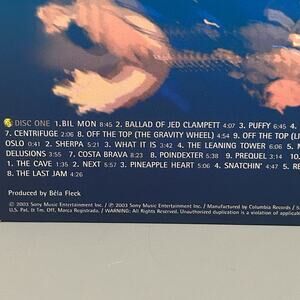 DISC ONE 1. BIL MON 8:45 2. BALLAD OF JED CLAMPETT 4:07 3. PUFFY 6:45 4.
7. CENTRIFUGE 2:06 8. OFF THE TOP (THE GRAVITY WHEEL) 4:54 9. OFF THE TOP (LI
OSLO 0:41 2. SHERPA 5:21 3. WHAT IT IS 3:42 4. THE LEANING TOWER 6:06 5. M
DELUSIONS 3:55 7. COSTA BRAVA 8:23 8. POINDEXTER 5:38 9. PREQUEL 3:14 10.
1. THE CAVE 1:35 2. NEXT 5:57 3. PINEAPPLE HEART 5:06 4. SNATCHIN' 0:47 5. RE
8. THE LAST JAM 4:26
Produced by Béla Fleck
© 2003 Sony Music Entertainment Inc. / ℗ 2003 Sony Music Entertainment Inc. / Manufactured by Columbia Records / 5
U.S. Pat. & Tm. Off. Marca Registrada. / WARNING: All Rights Reserved. Unauthorized duplication is a violation of applicab